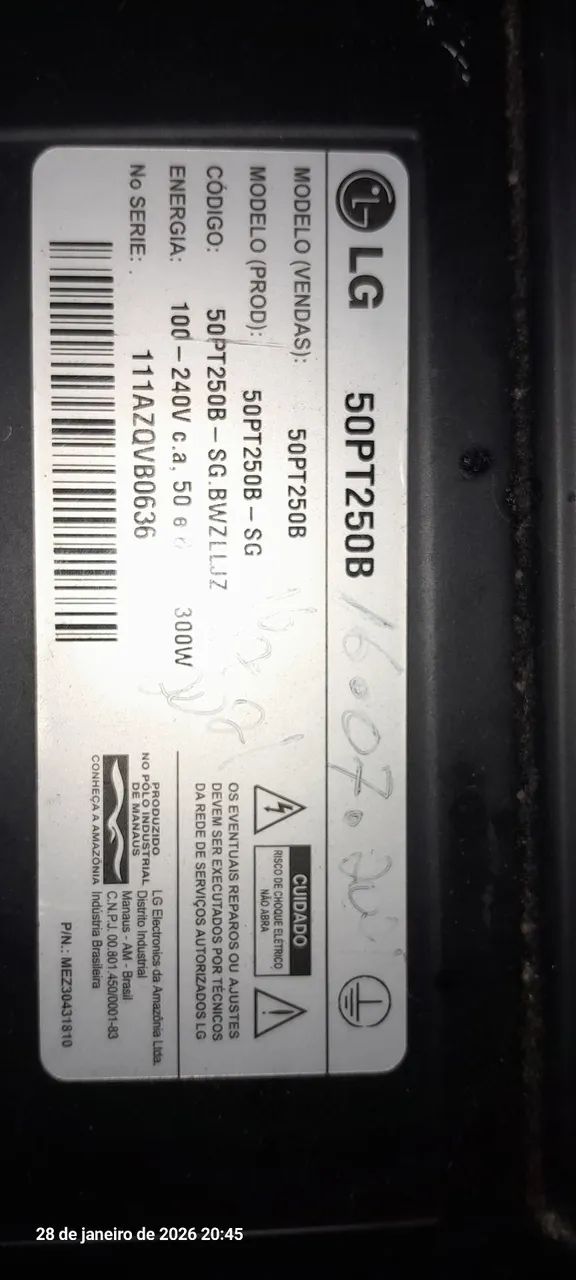 LG 50PT250B
16.07.
MODELO (VENDAS): 50PT250B
MODELO (PROD): 50PT250B-SG
CÓDIGO: 50PT250B-SG.BWZLLJZ
ENERGIA: 100-240V c.a, 50 e 300W
No SERIE: . 111AZQVB0636
CUIDADO
RISCO DE CHOQUE ELÉTRICO
NÃO ABRA
OS EVENTUAIS REPAROS OU AJUSTES
DEVEM SER EXECUTADOS POR TÉCNICOS
DA REDE DE SERVIÇOS AUTORIZADOS LG
PRODUZIDO
NO PÓLO INDUSTRIAL
DE MANAUS
CONHEÇA A AMAZÔNIA
LG Electronics da Amazônia Ltda.
Distrito Industrial
Manaus - AM - Brasil
C.N.P.J. 00.801.450/0001-83
Indústria Brasileira
P/N.: MEZ30431810
28 de janeiro de 2026 20:45